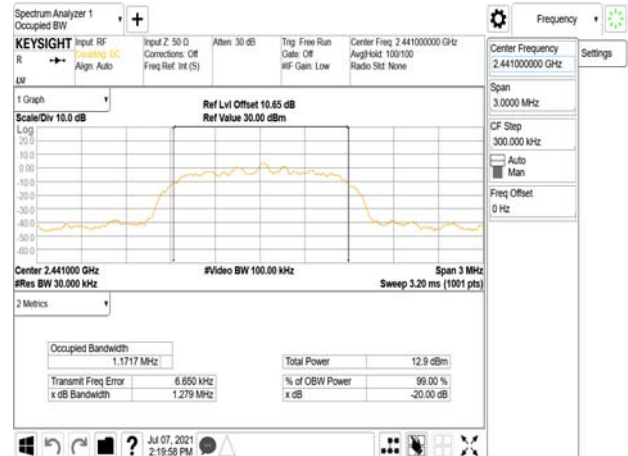 Spectrum Analyzer 1
Occupied BW
Frequency
KEYSIGHT
Input: RF
Coupling: DC
Align: Auto
Input Z: 50 Ω
Corrections: Off
Freq Ref: Int (S)
Atten: 30 dB
Trig: Free Run
Gate: Off
#IF Gain: Low
Center Freq: 2.441000000 GHz
Avg|Hold: 100/100
Radio Std: None
R
LW
Center Frequency
2.441000000 GHz
Settings
Span
3.0000 MHz
CF Step
300.000 kHz
Auto
Man
Freq Offset
0 Hz
1 Graph
Scale/Div 10.0 dB
Ref Lvl Offset 10.65 dB
Ref Value 30.00 dBm
Log
20.0
10.0
0.00
-10.0
-20.0
-30.0
-40.0
-50.0
-60.0
Center 2.441000 GHz
#Res BW 30.000 kHz
#Video BW 100.00 kHz
Span 3 MHz
Sweep 3.20 ms (1001 pts)
2 Metrics
Occupied Bandwidth
1.1717 MHz
Total Power 12.9 dBm
Transmit Freq Error 6.650 kHz
% of OBW Power 99.00 %
x dB Bandwidth 1.279 MHz
x dB -20.00 dB
?
Jul 07, 2021
2:19:58 PM